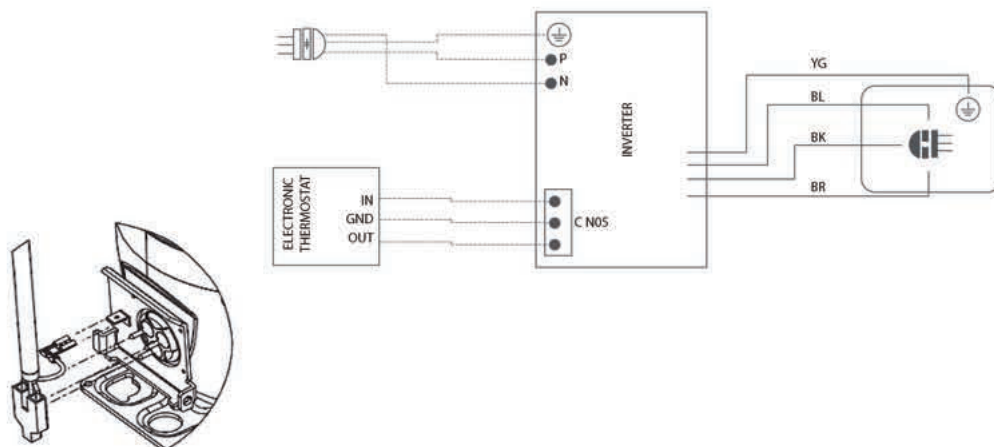 P
N
INVERTER
YG
BL
BK
BR
ELECTRONIC
THERMOSTAT
IN
GND
OUT
C N05